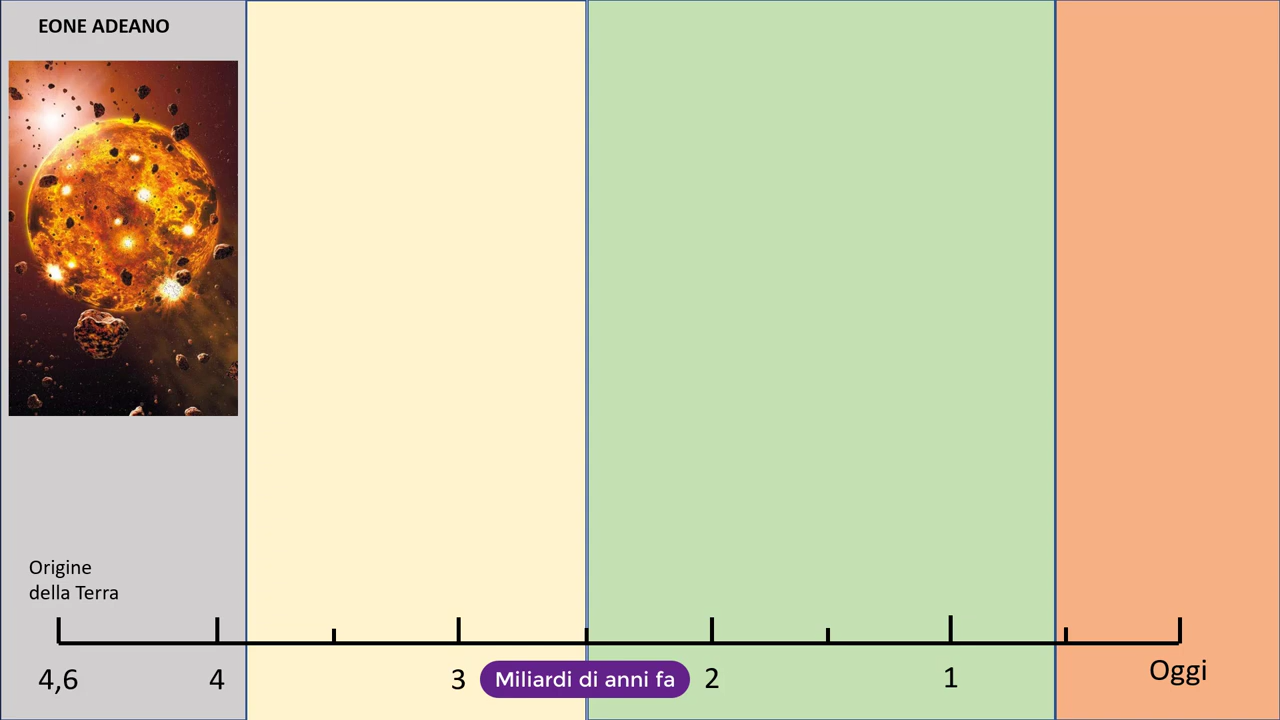 EONE ADEANO
Origine
della Terra
4,6
4
3
Miliardi di anni fa
2
1
Oggi